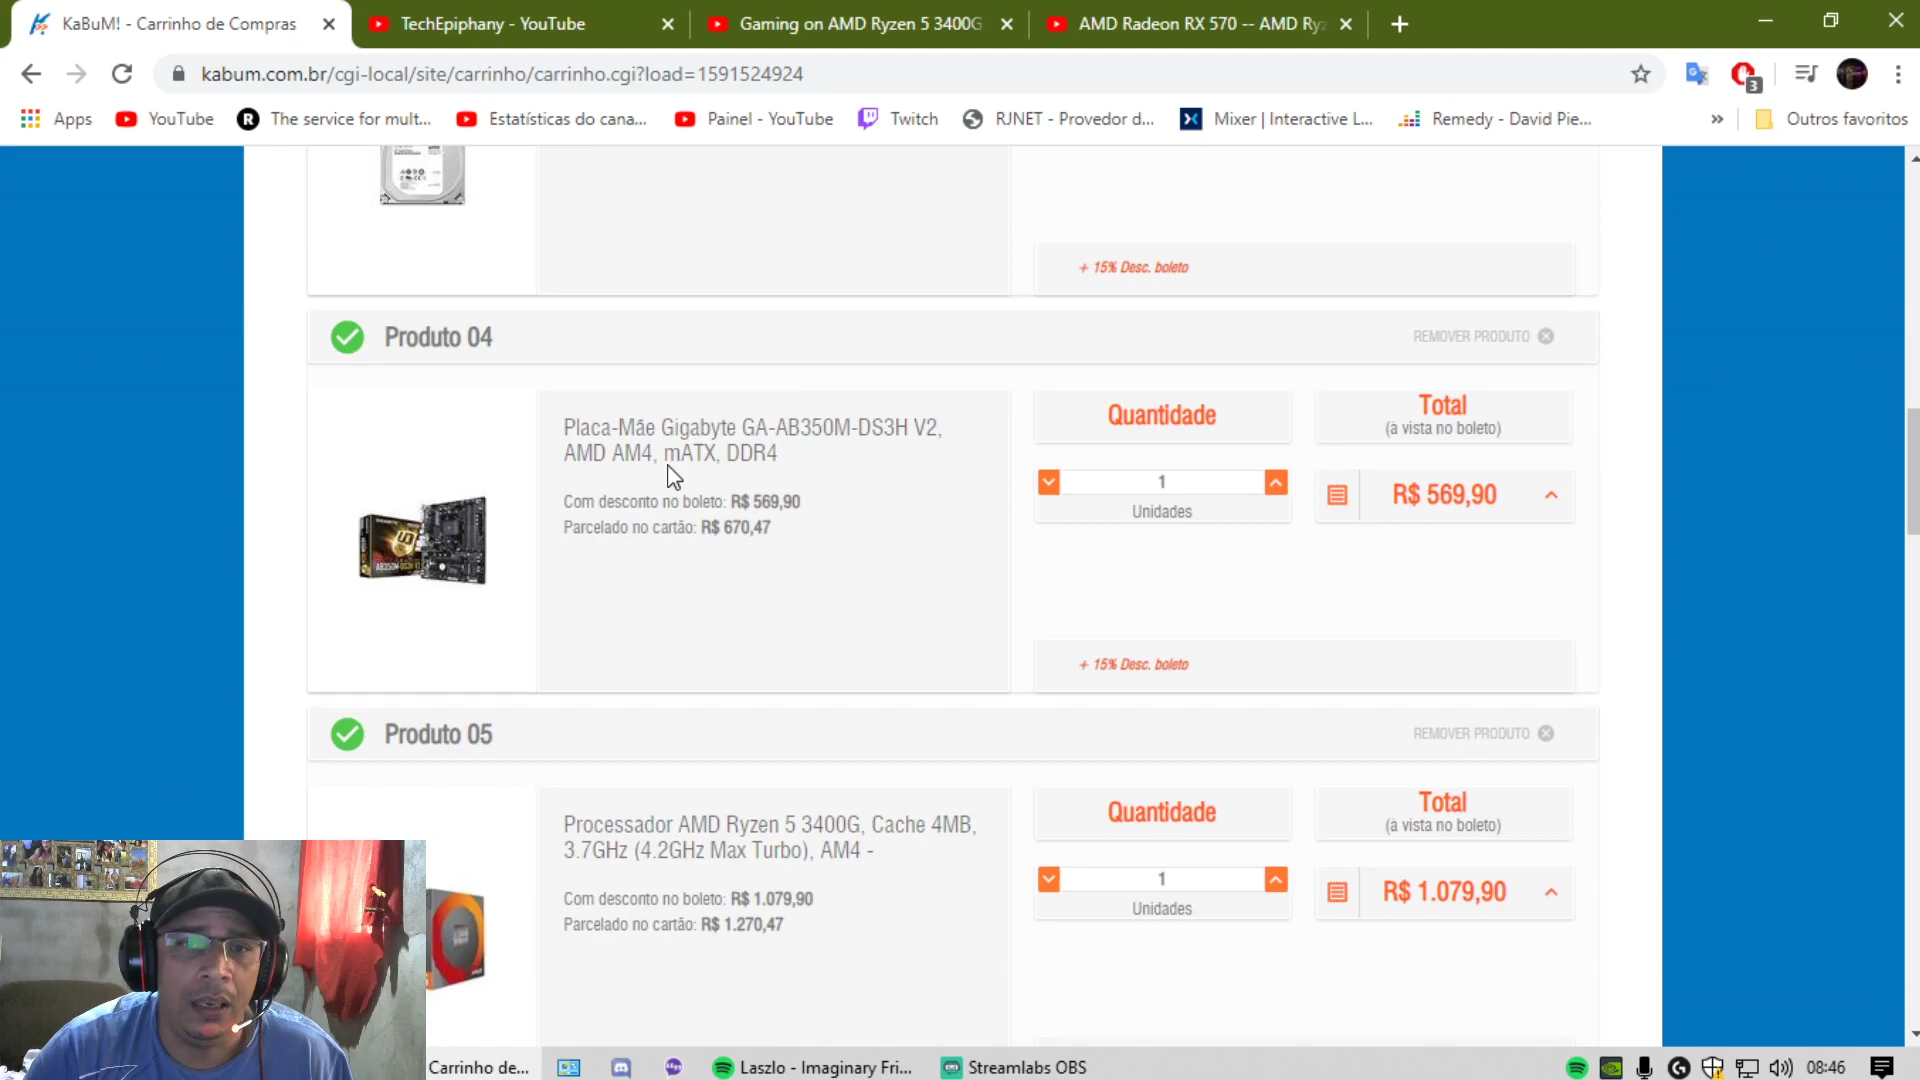 KaBuM! - Carrinho de Compras
TechEpiphany - YouTube
Gaming on AMD Ryzen 5 3400G
AMD Radeon RX 570 -- AMD Ry
kabum.com.br/cgi-local/site/carrinho/carrinho.cgi?load=1591524924
3
Apps
YouTube
The service for mult...
Estatísticas do cana...
Painel - YouTube
Twitch
RJNET - Provedor d...
Mixer | Interactive L...
Remedy - David Pie...
»
Outros favoritos
+ 15% Desc. boleto
Produto 04
REMOVER PRODUTO
Placa-Mãe Gigabyte GA-AB350M-DS3H V2,
AMD AM4, mATX, DDR4
Com desconto no boleto: R$ 569,90
Parcelado no cartão: R$ 670,47
Quantidade
1
Unidades
Total
(à vista no boleto)
R$ 569,90
+ 15% Desc. boleto
Produto 05
REMOVER PRODUTO
Processador AMD Ryzen 5 3400G, Cache 4MB,
3.7GHz (4.2GHz Max Turbo), AM4 -
Com desconto no boleto: R$ 1.079,90
Parcelado no cartão: R$ 1.270,47
Quantidade
1
Unidades
Total
(à vista no boleto)
R$ 1.079,90
Carrinho de...
Laszlo - Imaginary Fri...
Streamlabs OBS
08:46